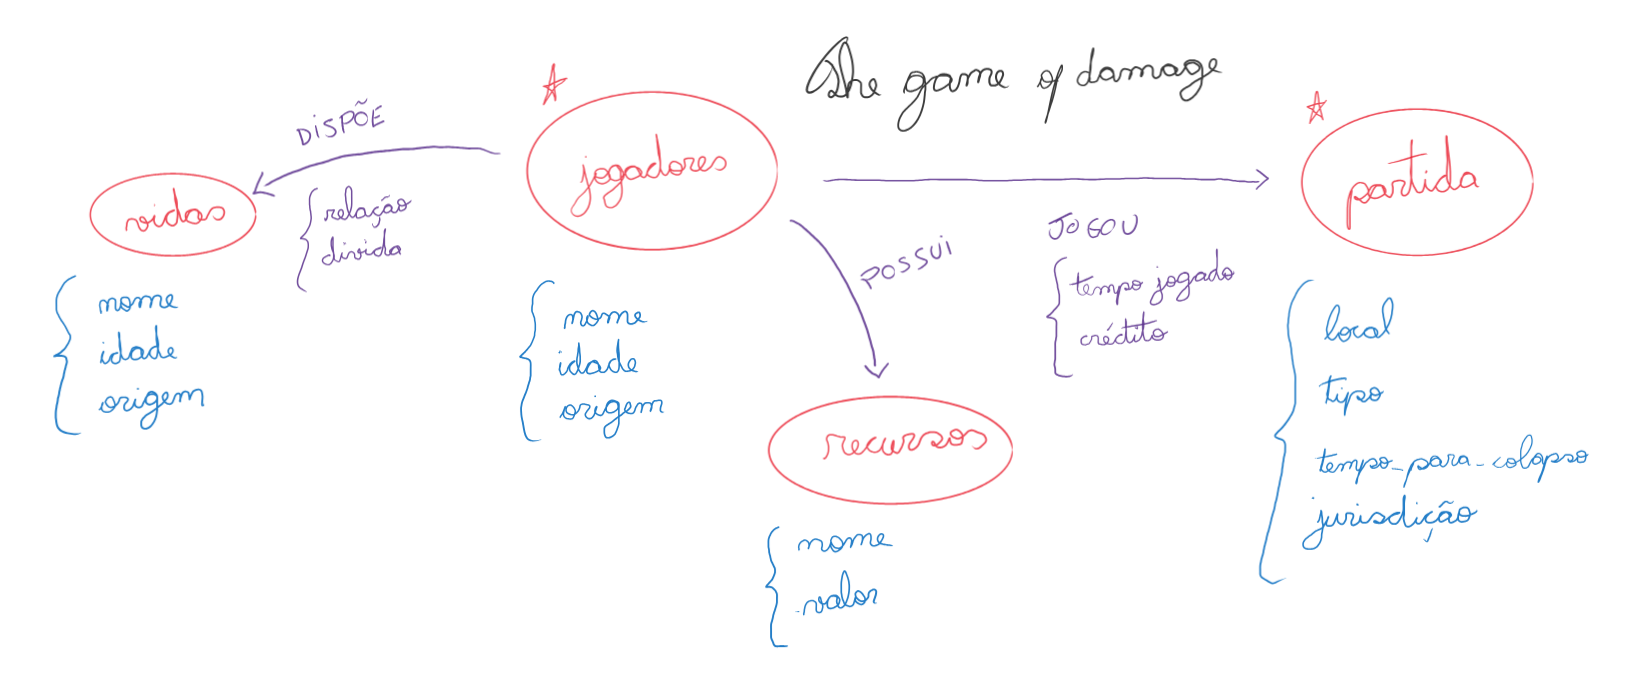 The game of damage
DISPÕE
vidas
relação
divida
nome
idade
origem
jogadores
nome
idade
origem
POSSUI
recursos
nome
valor
JOGOU
tempo jogado
crédito
partida
local
tipo
tempo_para_colapso
jurisdição